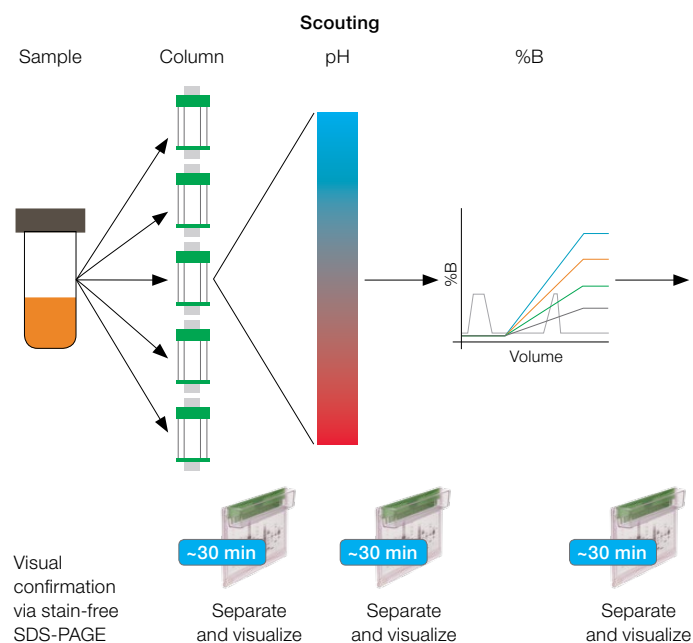 Scouting
Sample
Column
pH
%B
%B
Volume
~30 min
~30 min
~30 min
Visual
confirmation
via stain-free
SDS-PAGE
Separate
and visualize
Separate
and visualize
Separate
and visualize